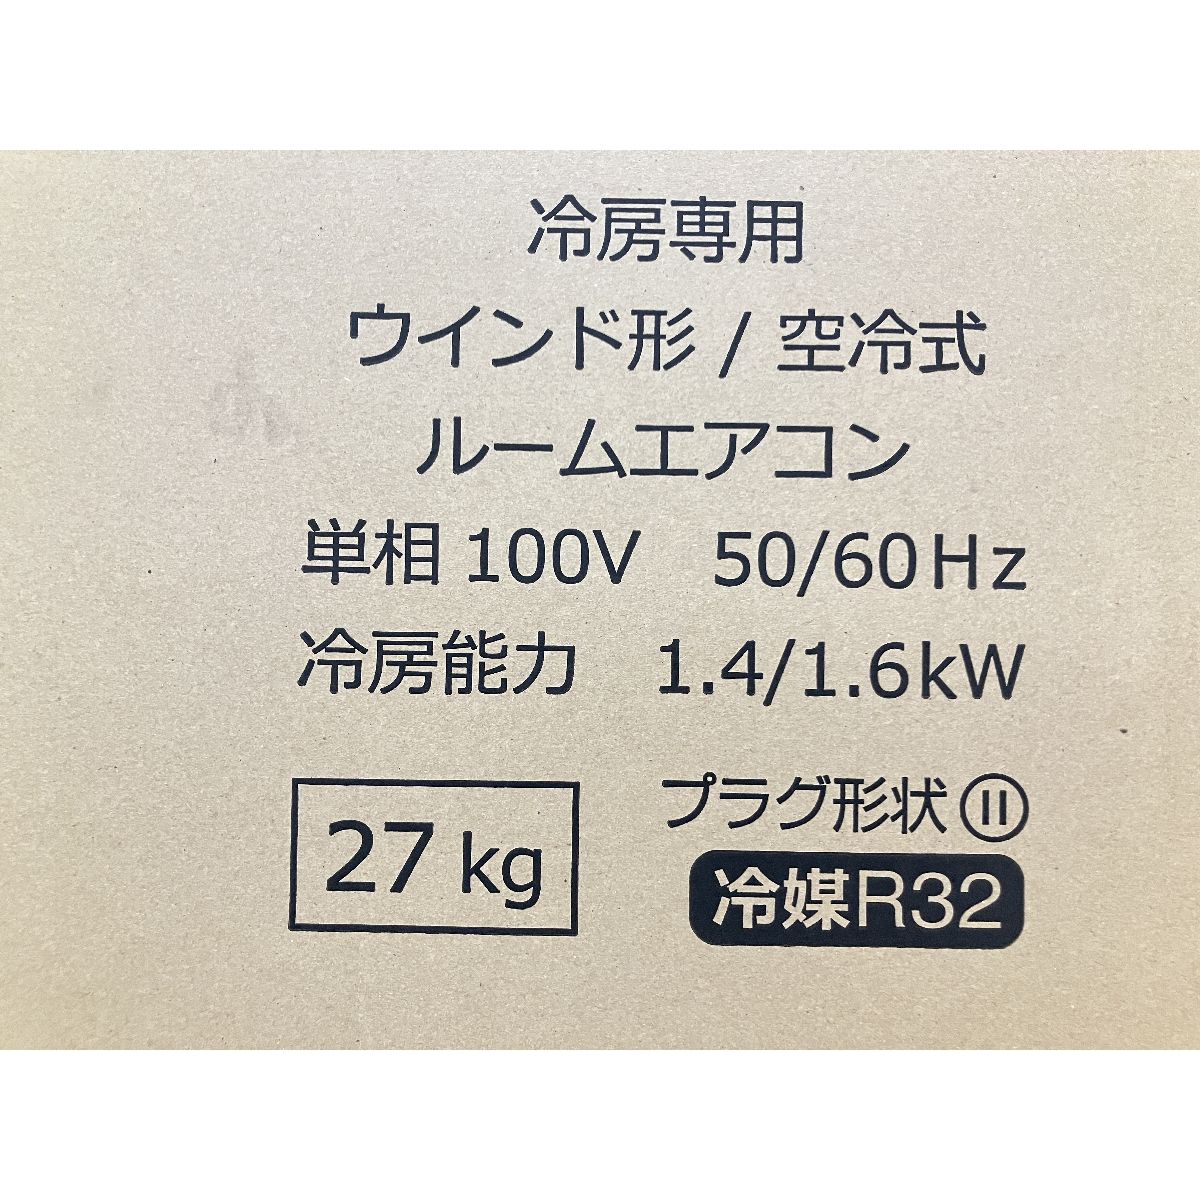 冷房専用
ウインド形 / 空冷式
ルームエアコン
単相 100V 50/60Hz
冷房能力 1.4/1.6kW
27 kg
プラグ形状
冷媒R32